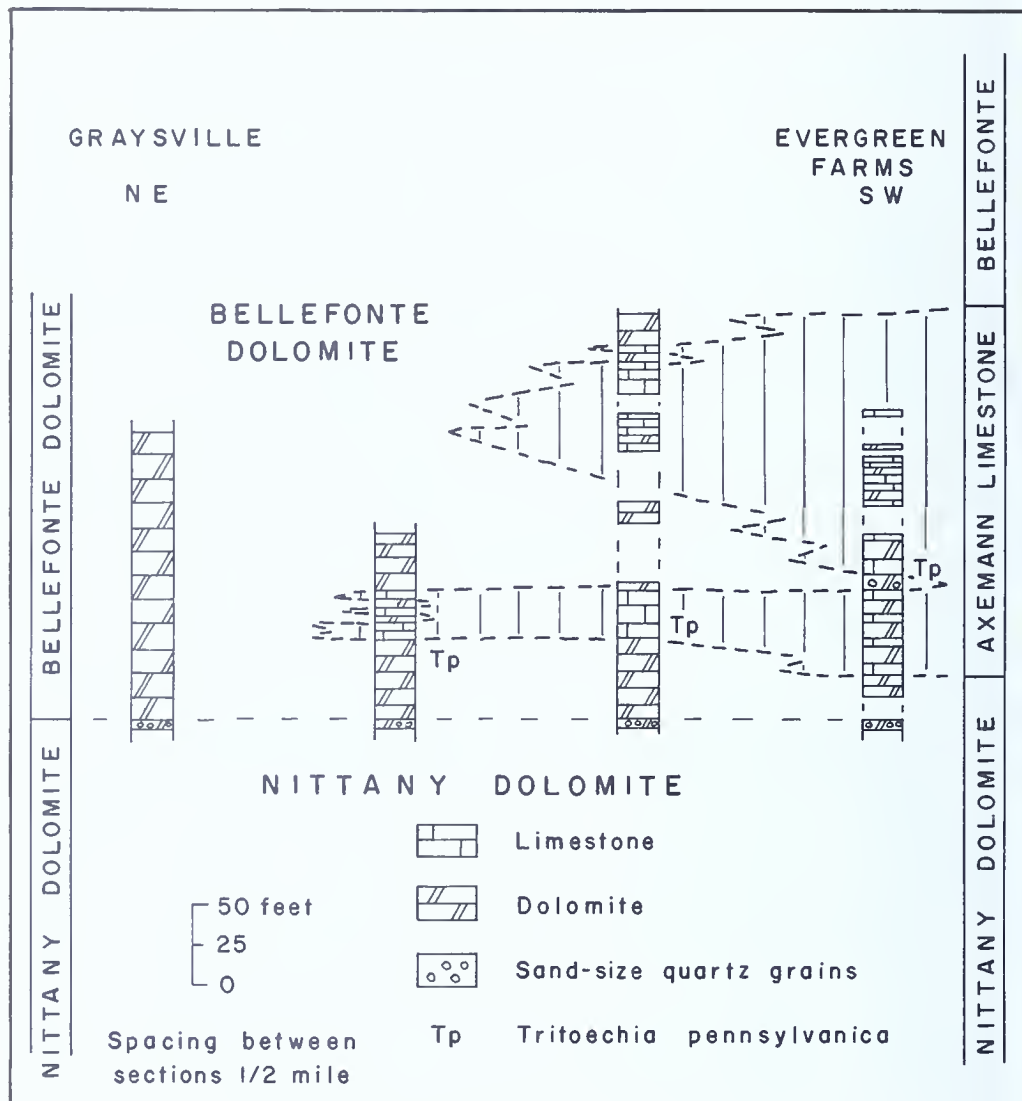 GRAYSVILLE
NE
EVERGREEN
FARMS
SW
BELLEFONTE
DOLOMITE
BELLEFONTE DOLOMITE
NITTANY DOLOMITE
BELLEFONTE
AXEMANN LIMESTONE
NITTANY DOLOMITE
Tp
Tp
Tp
NITTANY DOLOMITE
Limestone
Dolomite
Sand-size quartz grains
Tp Tritoechia pennsylvanica
50 feet
25
0
Spacing between
sections 1/2 mile